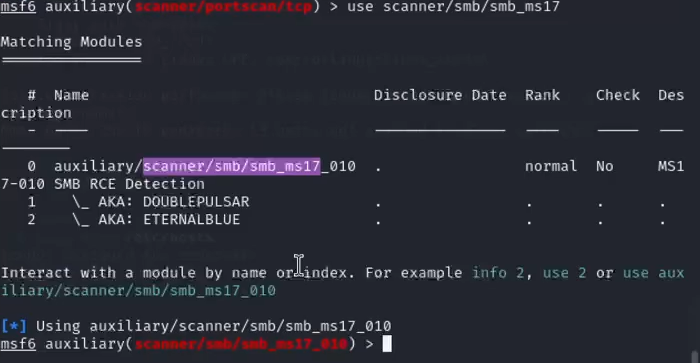 msf6 auxiliary(scanner/portscan/tcp) > use scanner/smb/smb_ms17
Matching Modules
================
   #  Name                                Disclosure Date  Rank    Check  Des
cription
   -  ----                                ---------------  ----    -----  ---
--------
   0  auxiliary/scanner/smb/smb_ms17_010  .                normal  No     MS1
7-010 SMB RCE Detection
   1    \_ AKA: DOUBLEPULSAR              .                .       .      .
   2    \_ AKA: ETERNALBLUE               .                .       .      .
Interact with a module by name or index. For example info 2, use 2 or use aux
iliary/scanner/smb/smb_ms17_010
[*] Using auxiliary/scanner/smb/smb_ms17_010
msf6 auxiliary(scanner/smb/smb_ms17_010) >